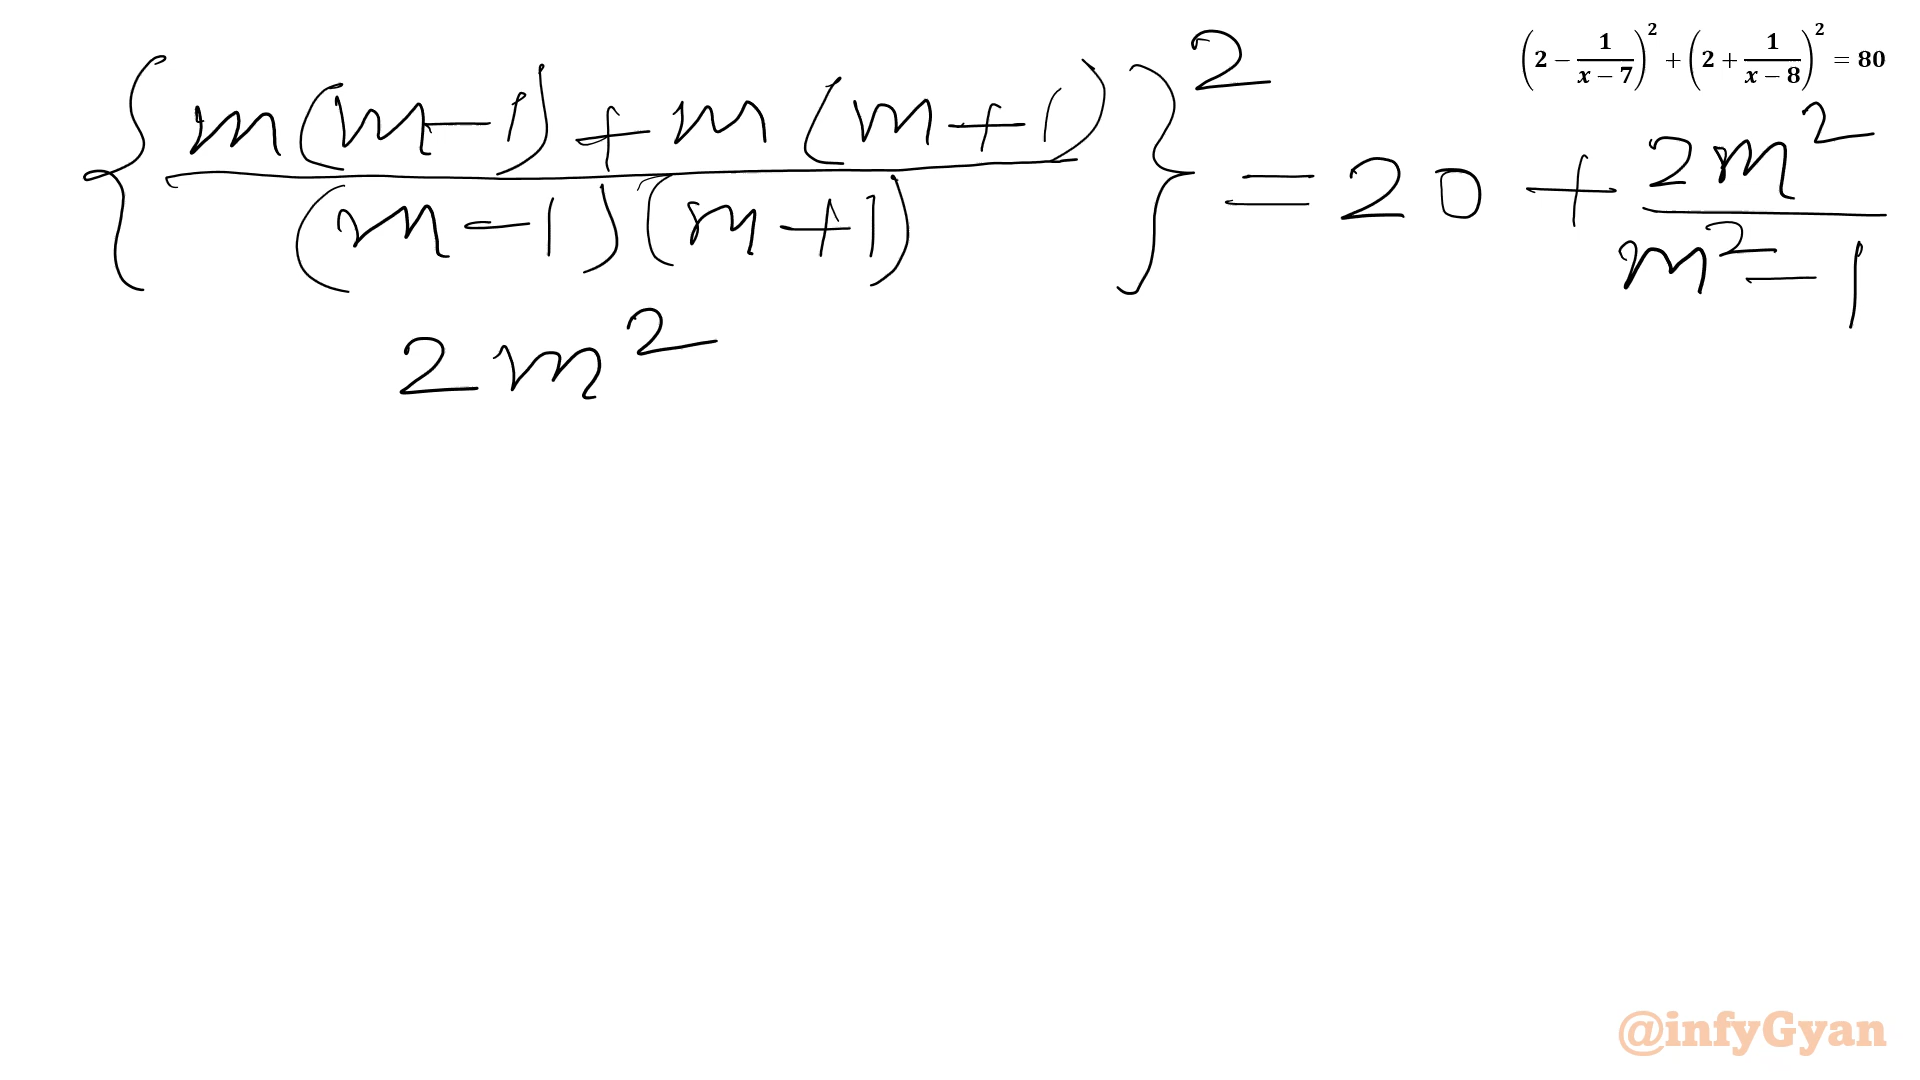 (2 − 1/(x − 7))² + (2 + 1/(x − 8))² = 80
{(m(m−1) + m(m+1))/((m−1)(m+1))}² = 20 + 2m²/(m²−1)
2m²
@infyGyan